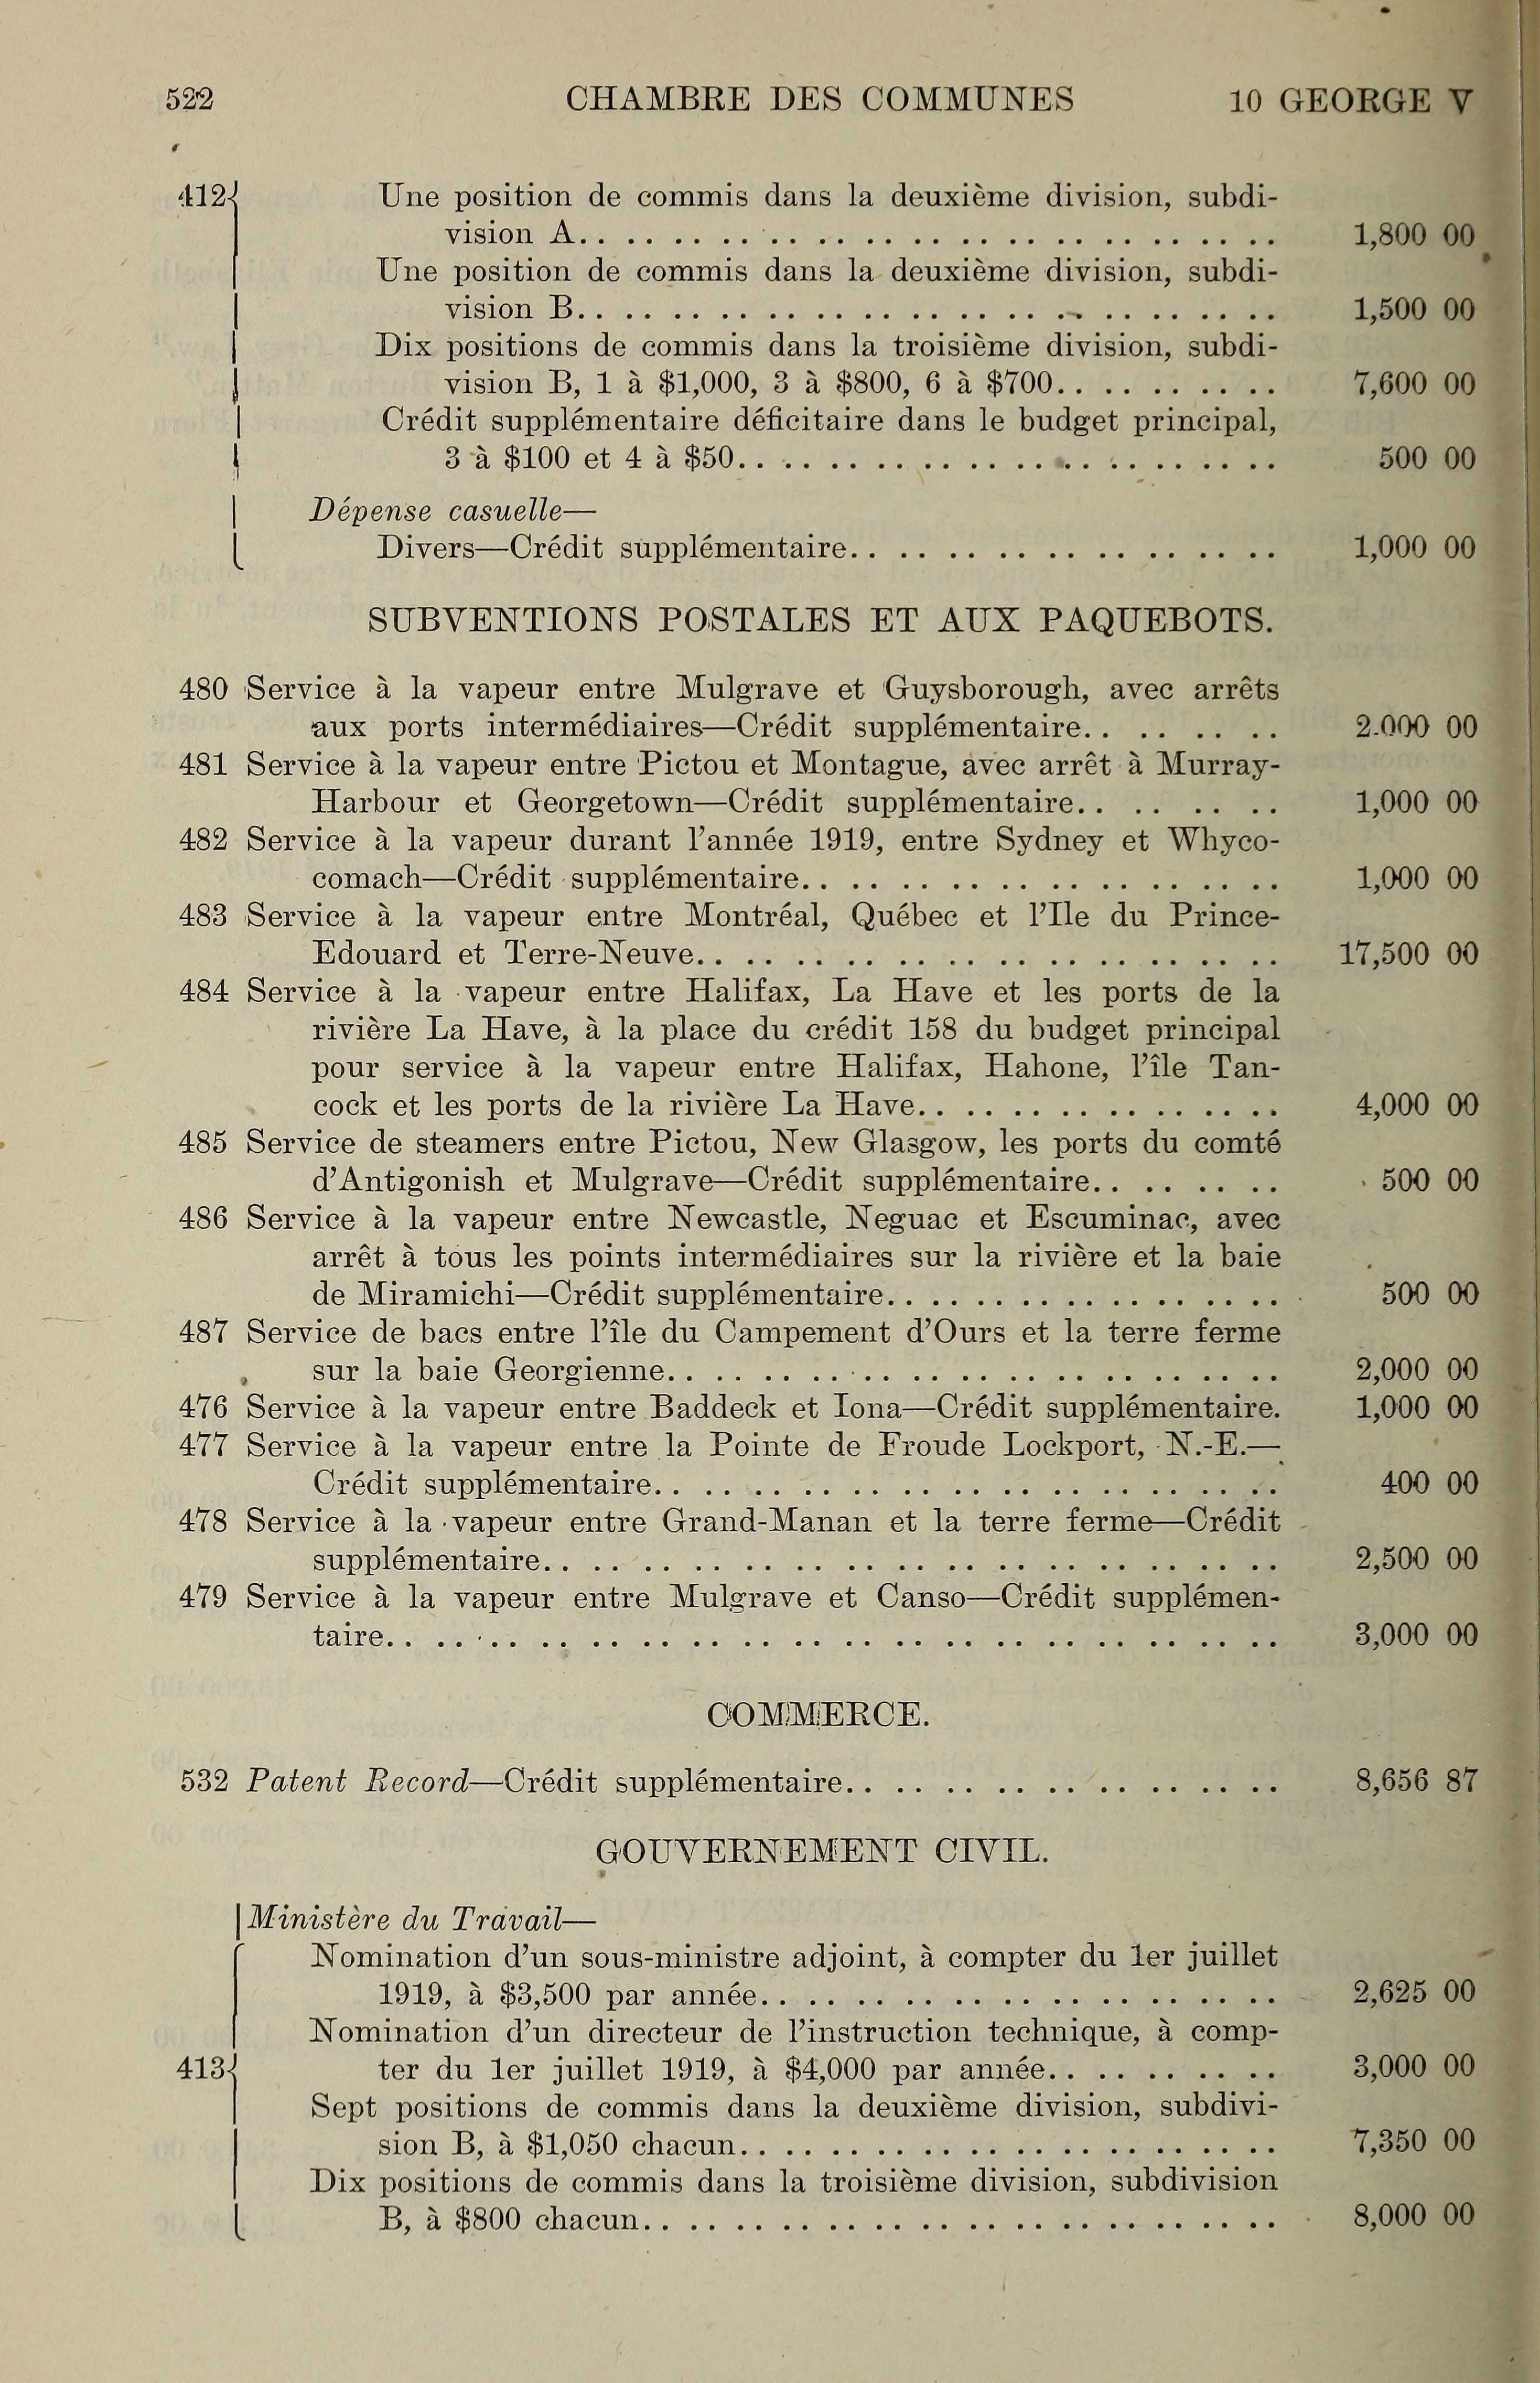 522 CHAMBRE DES COMMUNES 10 GEORGE V
412{ Une position de commis dans la deuxième division, subdi-
vision A. . . . . . . . . . . . . . . . . . . . . . . . . . . . . 1,800 00
Une position de commis dans la deuxième division, subdi-
vision B. . . . . . . . . . . . . . . . . . . . . . . . . . . . . 1,500 00
Dix positions de commis dans la troisième division, subdi-
vision B, 1 à $1,000, 3 à $800, 6 à $700. . . . . . . . . . 7,600 00
Crédit supplémentaire déficitaire dans le budget principal,
3 à $100 et 4 à $50. . . . . . . . . . . . . . . . . . . . . . . 500 00
Dépense casuelle—
Divers—Crédit supplémentaire. . . . . . . . . . . . . . . . . . 1,000 00
SUBVENTIONS POSTALES ET AUX PAQUEBOTS.
480 Service à la vapeur entre Mulgrave et Guysborough, avec arrêts
aux ports intermédiaires—Crédit supplémentaire. . . . . . . . 2.000 00
481 Service à la vapeur entre Pictou et Montague, avec arrêt à Murray-
Harbour et Georgetown—Crédit supplémentaire. . . . . . . . 1,000 00
482 Service à la vapeur durant l'année 1919, entre Sydney et Whyco-
comach—Crédit supplémentaire. . . . . . . . . . . . . . . . . . 1,000 00
483 Service à la vapeur entre Montréal, Québec et l'Ile du Prince-
Edouard et Terre-Neuve. . . . . . . . . . . . . . . . . . . . . . 17,500 00
484 Service à la vapeur entre Halifax, La Have et les ports de la
rivière La Have, à la place du crédit 158 du budget principal
pour service à la vapeur entre Halifax, Hahone, l'île Tan-
cock et les ports de la rivière La Have. . . . . . . . . . . . . . 4,000 00
485 Service de steamers entre Pictou, New Glasgow, les ports du comté
d'Antigonish et Mulgrave—Crédit supplémentaire. . . . . . . . 500 00
486 Service à la vapeur entre Newcastle, Neguac et Escuminac, avec
arrêt à tous les points intermédiaires sur la rivière et la baie
de Miramichi—Crédit supplémentaire. . . . . . . . . . . . . . . . 500 00
487 Service de bacs entre l'île du Campement d'Ours et la terre ferme
sur la baie Georgienne. . . . . . . . . . . . . . . . . . . . . . . . 2,000 00
476 Service à la vapeur entre Baddeck et Iona—Crédit supplémentaire. 1,000 00
477 Service à la vapeur entre la Pointe de Froude Lockport, N.-E.—
Crédit supplémentaire. . . . . . . . . . . . . . . . . . . . . . . . 400 00
478 Service à la vapeur entre Grand-Manan et la terre ferme—Crédit
supplémentaire. . . . . . . . . . . . . . . . . . . . . . . . . . . . 2,500 00
479 Service à la vapeur entre Mulgrave et Canso—Crédit supplémen-
taire. . . . . . . . . . . . . . . . . . . . . . . . . . . . . . . . . . 3,000 00
COMMERCE.
532 Patent Record—Crédit supplémentaire. . . . . . . . . . . . . . . . . 8,656 87
GOUVERNEMENT CIVIL.
Ministère du Travail—
Nomination d'un sous-ministre adjoint, à compter du 1er juillet
1919, à $3,500 par année. . . . . . . . . . . . . . . . . . . . . . 2,625 00
Nomination d'un directeur de l'instruction technique, à comp-
413{ ter du 1er juillet 1919, à $4,000 par année. . . . . . . . . . 3,000 00
Sept positions de commis dans la deuxième division, subdivi-
sion B, à $1,050 chacun. . . . . . . . . . . . . . . . . . . . . . . 7,350 00
Dix positions de commis dans la troisième division, subdivision
B, à $800 chacun. . . . . . . . . . . . . . . . . . . . . . . . . . . 8,000 00